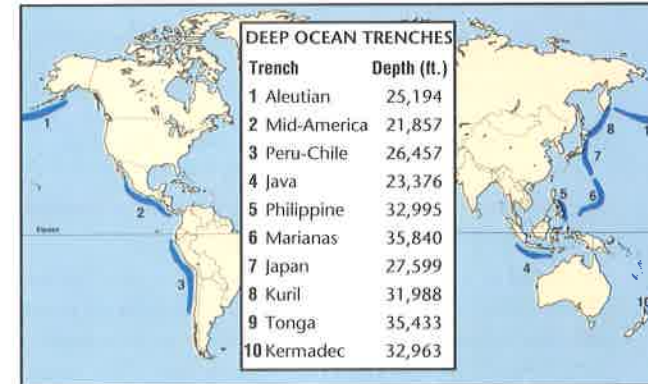 DEEP OCEAN TRENCHES
Trench Depth (ft.)
1 Aleutian 25,194
2 Mid-America 21,857
3 Peru-Chile 26,457
4 Java 23,376
5 Philippine 32,995
6 Marianas 35,840
7 Japan 27,599
8 Kuril 31,988
9 Tonga 35,433
10 Kermadec 32,963
1
2
3
8
1
7
5
6
4
10